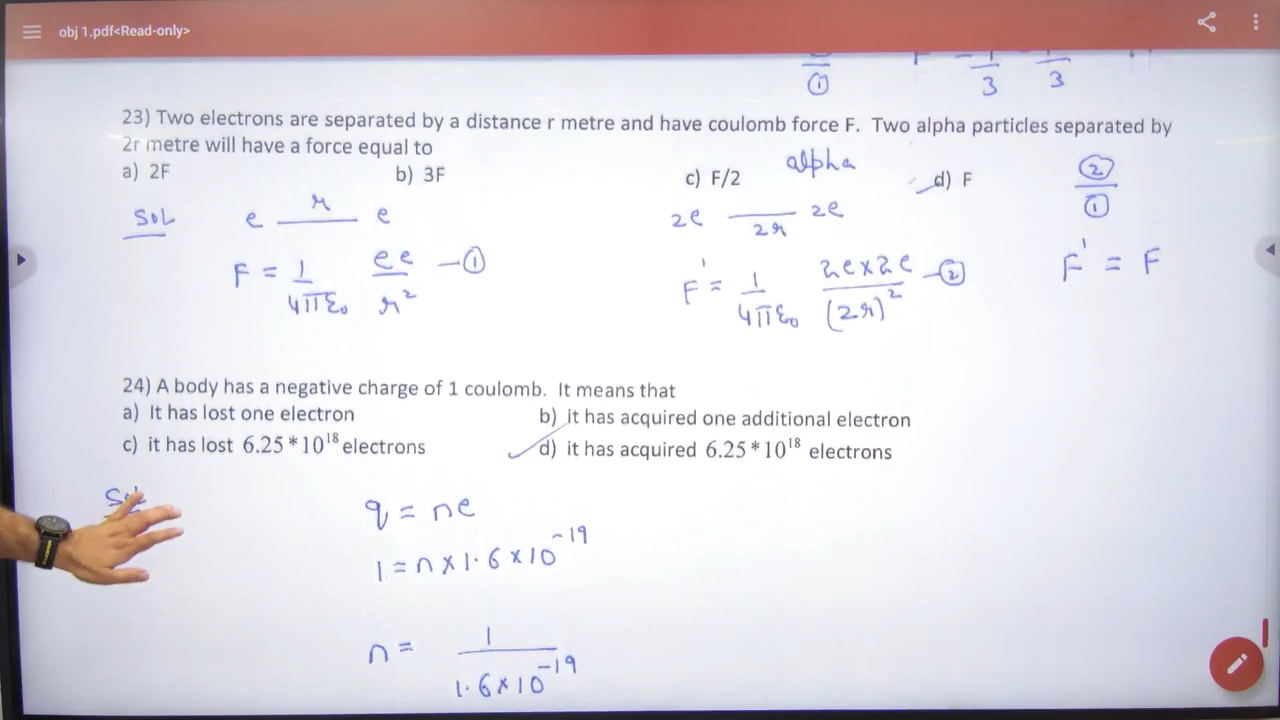 obj 1.pdf<Read-only>
①
3
3
23) Two electrons are separated by a distance r metre and have coulomb force F. Two alpha particles separated by
2r metre will have a force equal to
a) 2F b) 3F c) F/2 d) F
alpha
Sol
e r e
F = 1/4πε₀ ee/r² —①
2e 2r 2e
F' = 1/4πε₀ 2e×2e/(2r)² —②
②/①
F' = F
24) A body has a negative charge of 1 coulomb. It means that
a) It has lost one electron b) it has acquired one additional electron
c) it has lost 6.25 * 10¹⁸ electrons d) it has acquired 6.25 * 10¹⁸ electrons
q = ne
1 = n × 1.6 × 10⁻¹⁹
n = 1/1.6×10⁻¹⁹